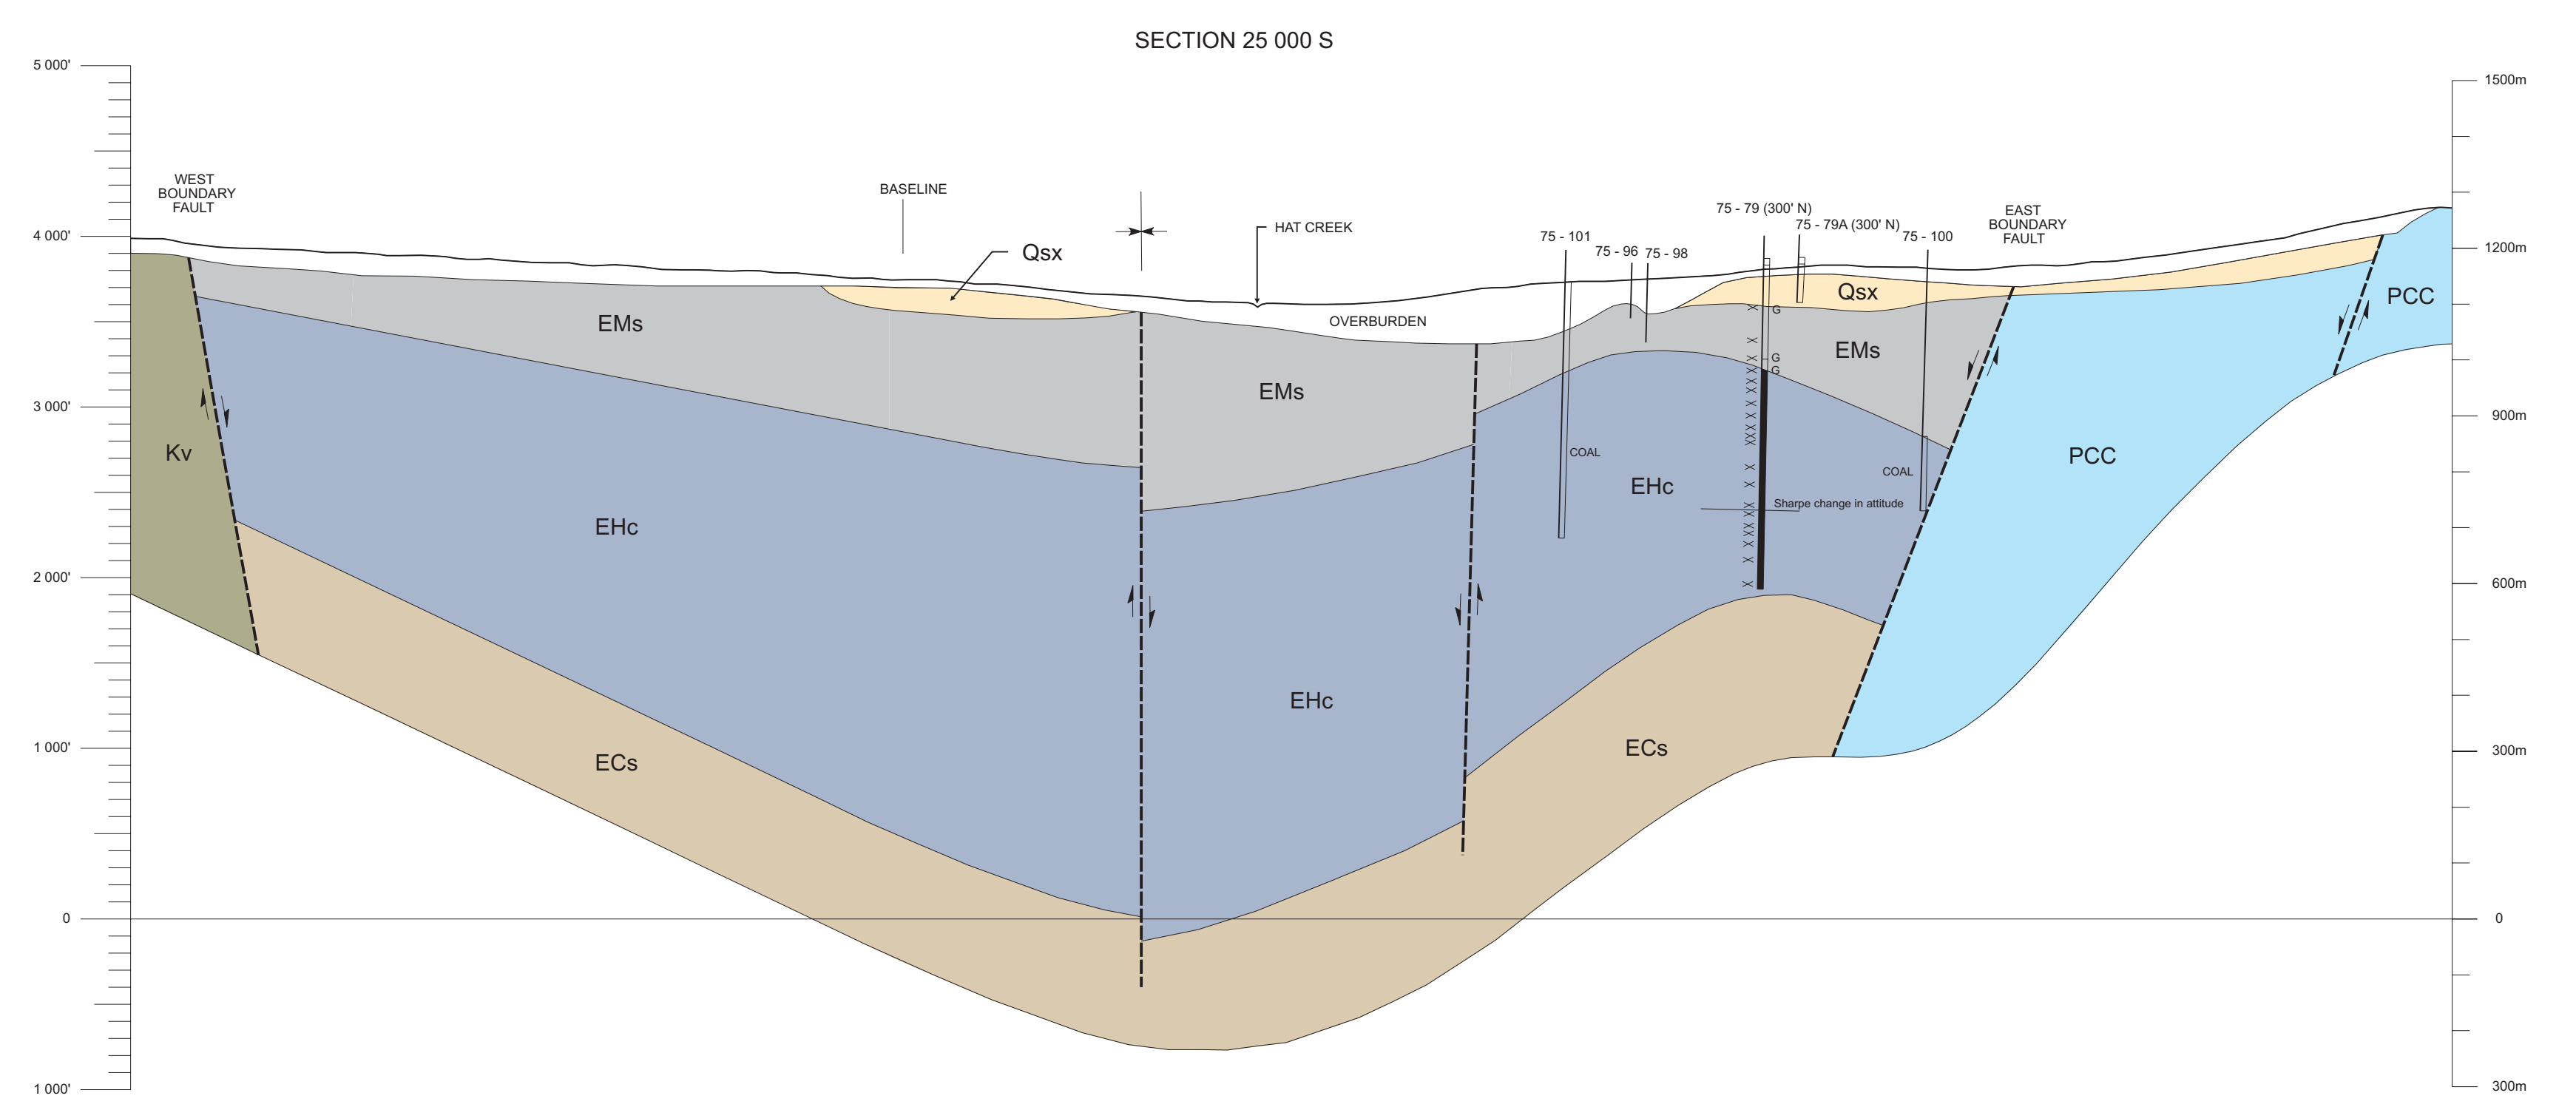 SECTION 25 000 S
5 000'
1500m
WEST
BOUNDARY
FAULT
BASELINE
HAT CREEK
75 - 79 (300' N)
75 - 79A (300' N)
75 - 101
75 - 96
75 - 98
75 - 100
EAST
BOUNDARY
FAULT
4 000'
1200m
Qsx
Qsx
PCC
G
OVERBURDEN
EMs
EMs
G
G
EMs
3 000'
900m
Kv
COAL
PCC
COAL
EHc
Sharpe change in attitude
EHc
2 000'
600m
EHc
1 000'
300m
ECs
ECs
0
0
1 000'
300m